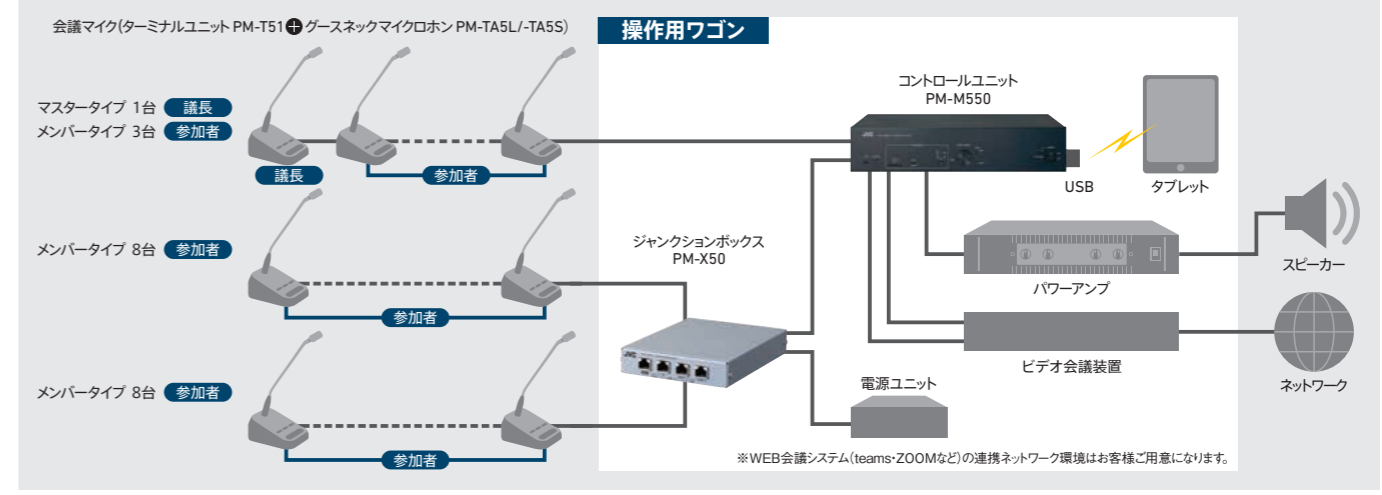 会議マイク(ターミナルユニット PM-T51＋グースネックマイクロホン PM-TA5L/-TA5S)
操作用ワゴン
マスタータイプ 1台 議長
メンバータイプ 3台 参加者
議長
参加者
コントロールユニット
PM-M550
JVC
USB
タブレット
メンバータイプ 8台 参加者
参加者
ジャンクションボックス
PM-X50
JVC
パワーアンプ
スピーカー
ビデオ会議装置
ネットワーク
メンバータイプ 8台 参加者
参加者
電源ユニット
※WEB会議システム(teams・ZOOMなど)の連携ネットワーク環境はお客様ご用意になります。